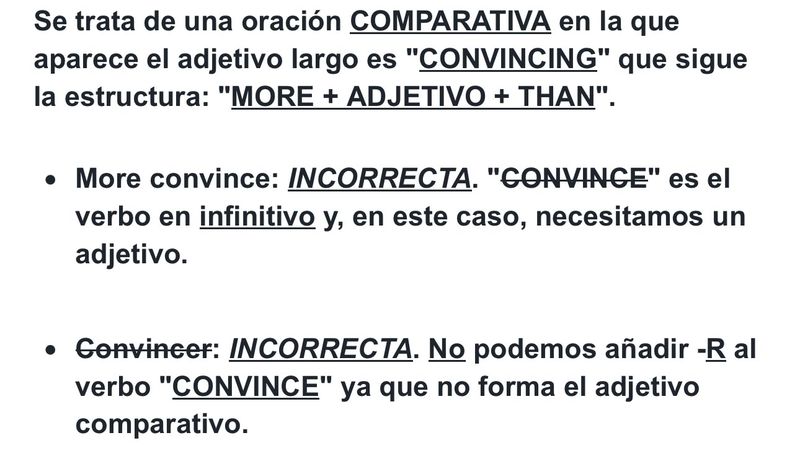 Se trata de una oración COMPARATIVA en la que
aparece el adjetivo largo es "CONVINCING" que sigue
la estructura: "MORE + ADJETIVO + THAN".
• More convince: INCORRECTA. "CONVINCE" es el
verbo en infinitivo y, en este caso, necesitamos un
adjetivo.
• Convincer: INCORRECTA. No podemos añadir -R al
verbo "CONVINCE" ya que no forma el adjetivo
comparativo.